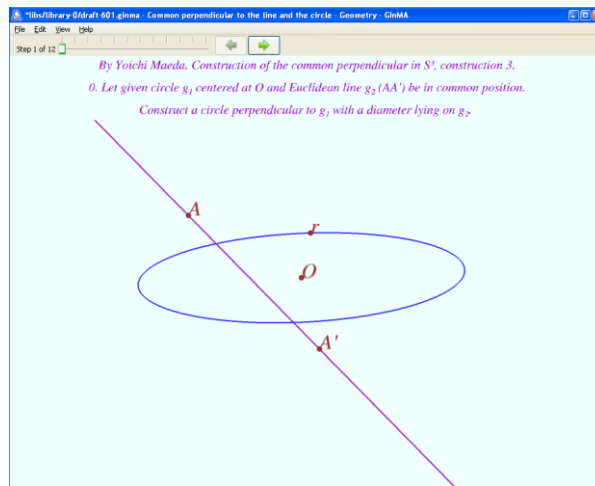 *libs/library-0/draft-601.ginma - Common perpendicular to the line and the circle - Geometry - GInMA
File Edit View Help
Step 1 of 12
By Yoichi Maeda. Construction of the common perpendicular in S³, construction 3.
0. Let given circle g₁ centered at O and Euclidean line g₂ (AA') be in common position.
Construct a circle perpendicular to g₁ with a diameter lying on g₂.
A
r
O
A'